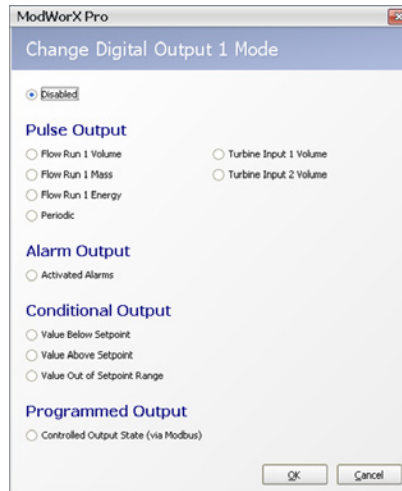 ModWorX Pro
Change Digital Output 1 Mode
Disabled
Pulse Output
Flow Run 1 Volume
Turbine Input 1 Volume
Flow Run 1 Mass
Turbine Input 2 Volume
Flow Run 1 Energy
Periodic
Alarm Output
Activated Alarms
Conditional Output
Value Below Setpoint
Value Above Setpoint
Value Out of Setpoint Range
Programmed Output
Controlled Output State (via Modbus)
OK
Cancel